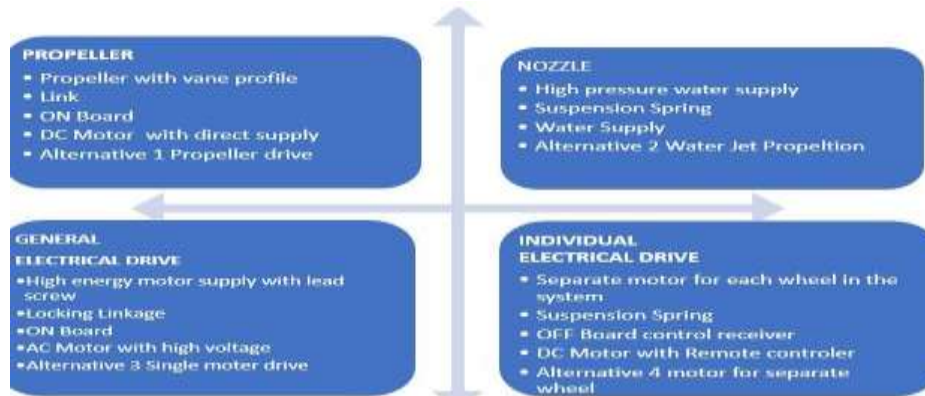 PROPELLER
• Propeller with vane profile
• Link
• ON Board
• DC Motor with direct supply
• Alternative 1 Propeller drive
NOZZLE
• High pressure water supply
• Suspension Spring
• Water Supply
• Alternative 2 Water Jet Propeltion
GENERAL
ELECTRICAL DRIVE
•High energy motor supply with lead
screw
•Locking Linkage
•ON Board
•AC Motor with high voltage
•Alternative 3 Single moter drive
INDIVIDUAL
ELECTRICAL DRIVE
• Separate motor for each wheel in the
system
• Suspension Spring
• OFF Board control receiver
• DC Motor with Remote controler
• Alternative 4 motor for separate
wheel